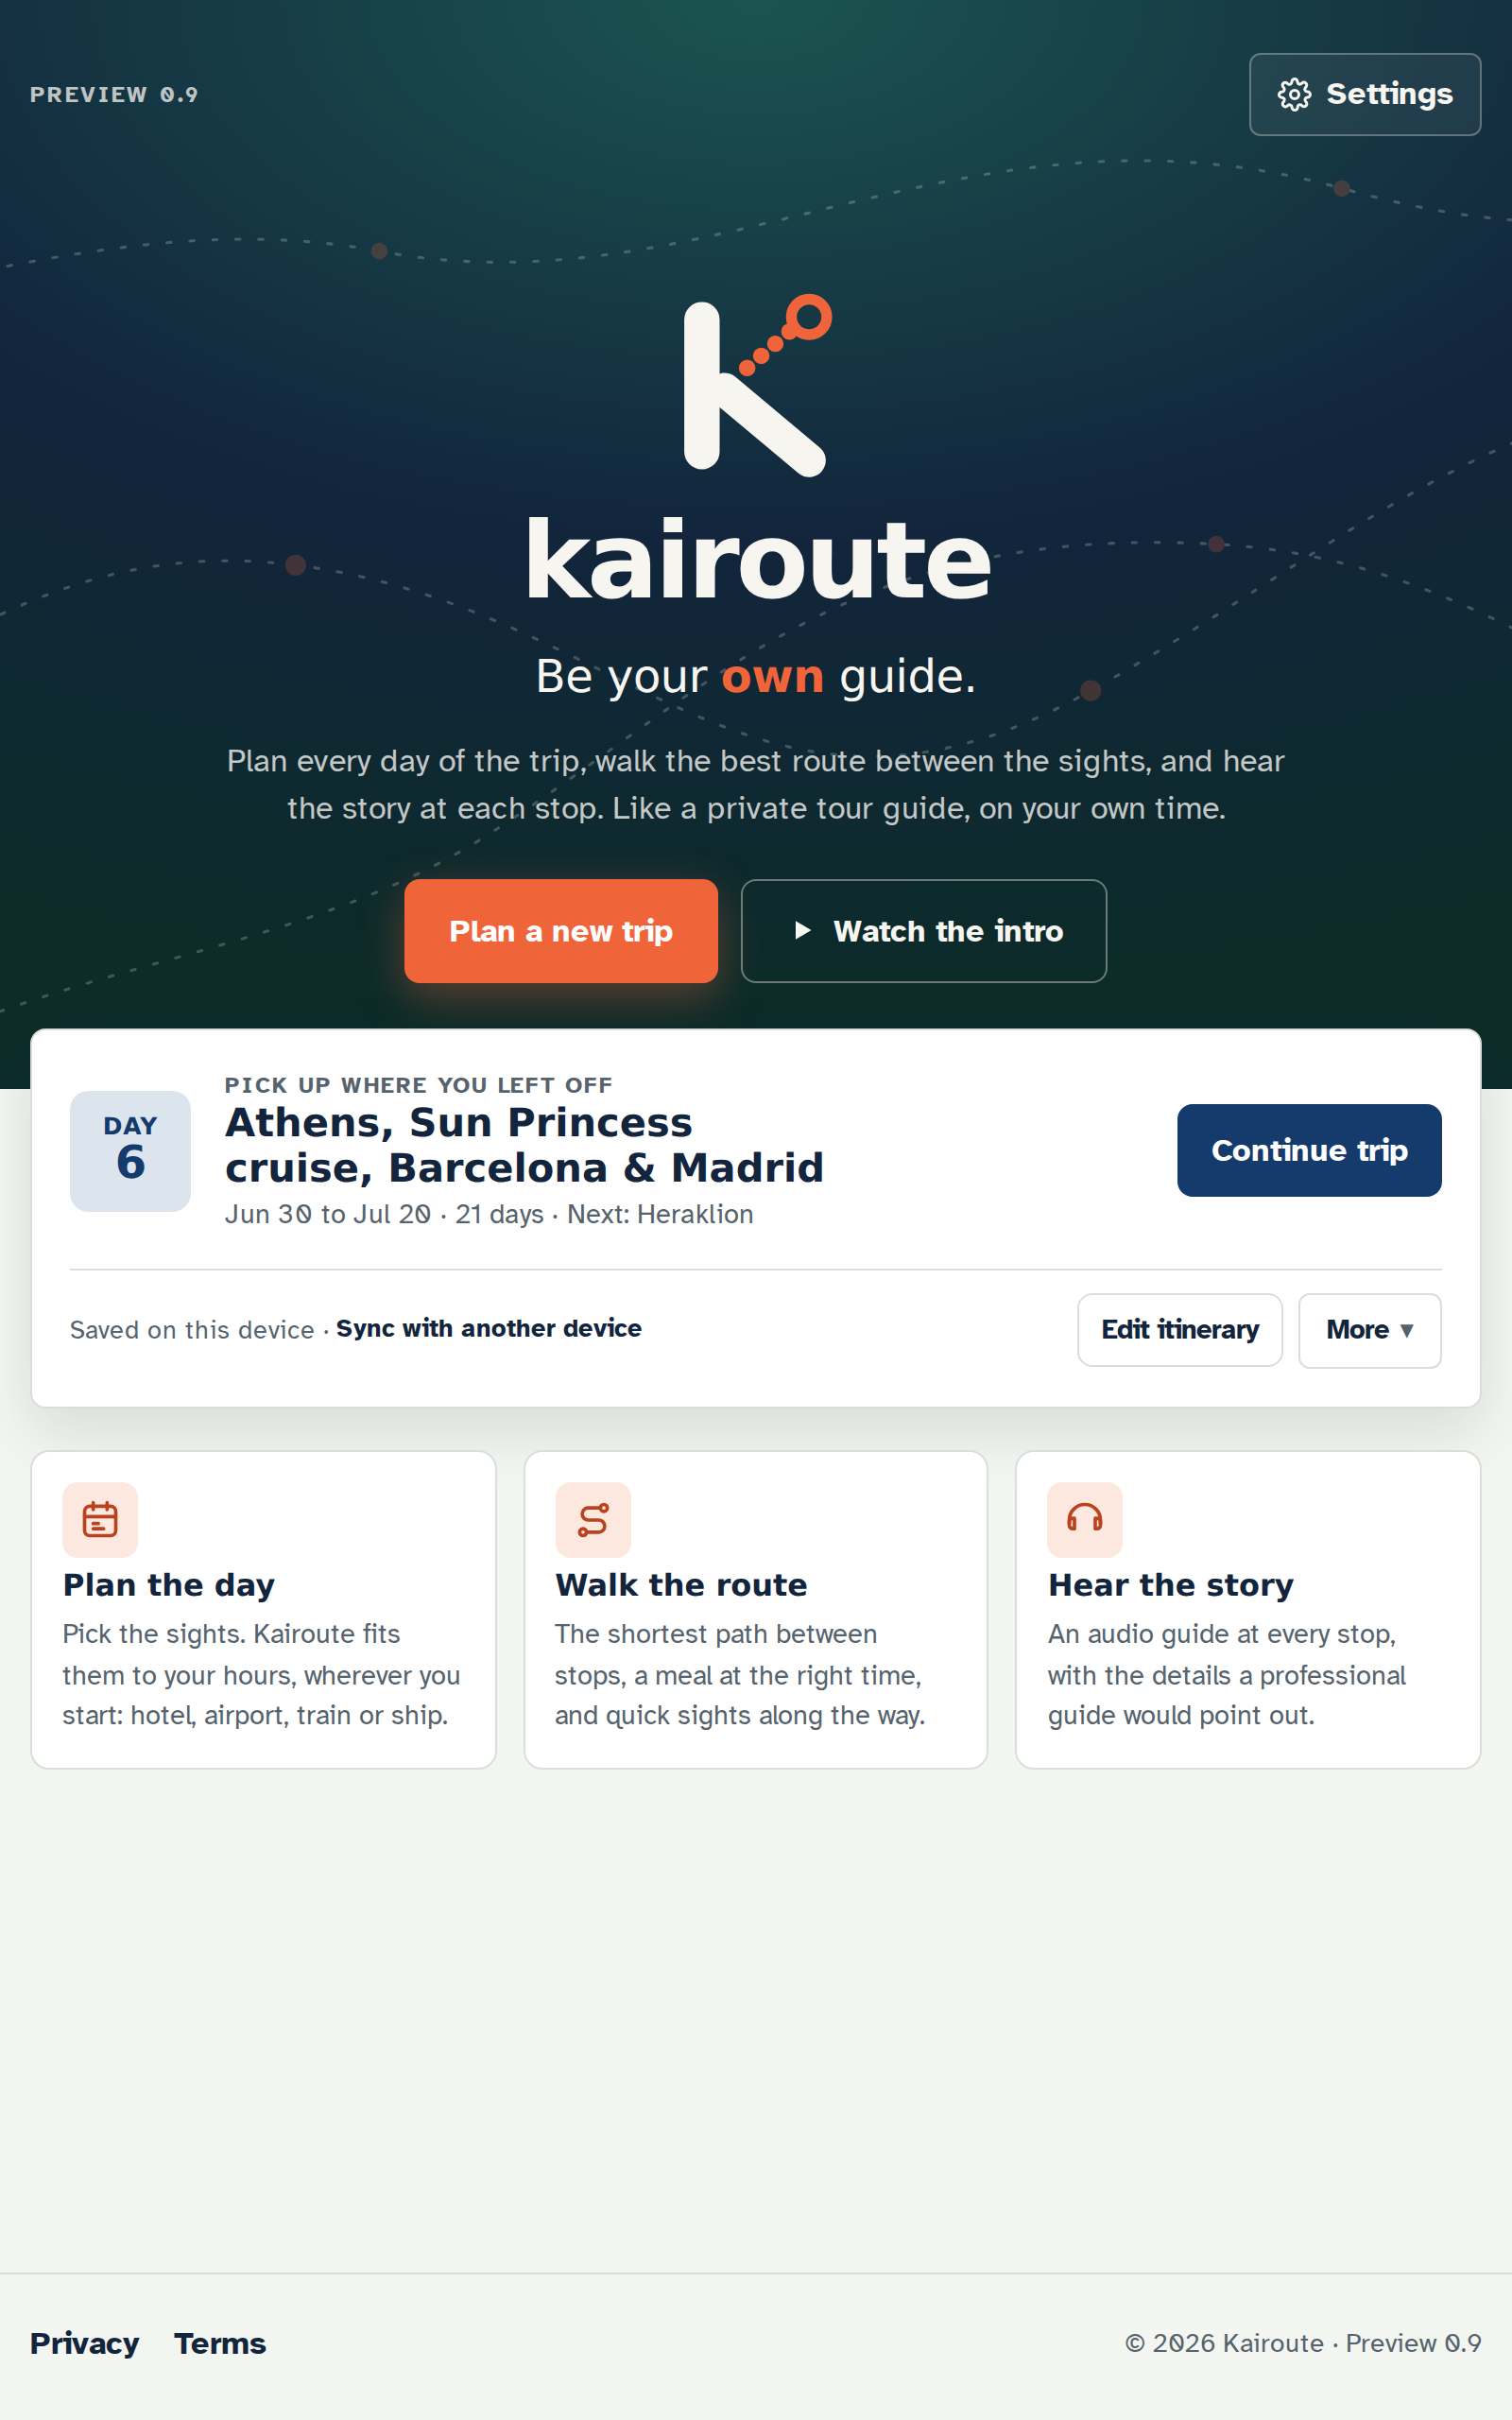 PREVIEW 0.9
Settings
kairoute
Be your own guide.
Plan every day of the trip, walk the best route between the sights, and hear
the story at each stop. Like a private tour guide, on your own time.
Plan a new trip
Watch the intro
DAY
6
PICK UP WHERE YOU LEFT OFF
Athens, Sun Princess
cruise, Barcelona & Madrid
Jun 30 to Jul 20 · 21 days · Next: Heraklion
Continue trip
Saved on this device · Sync with another device
Edit itinerary
More ▾
Plan the day
Pick the sights. Kairoute fits
them to your hours, wherever you
start: hotel, airport, train or ship.
Walk the route
The shortest path between
stops, a meal at the right time,
and quick sights along the way.
Hear the story
An audio guide at every stop,
with the details a professional
guide would point out.
Privacy
Terms
© 2026 Kairoute · Preview 0.9